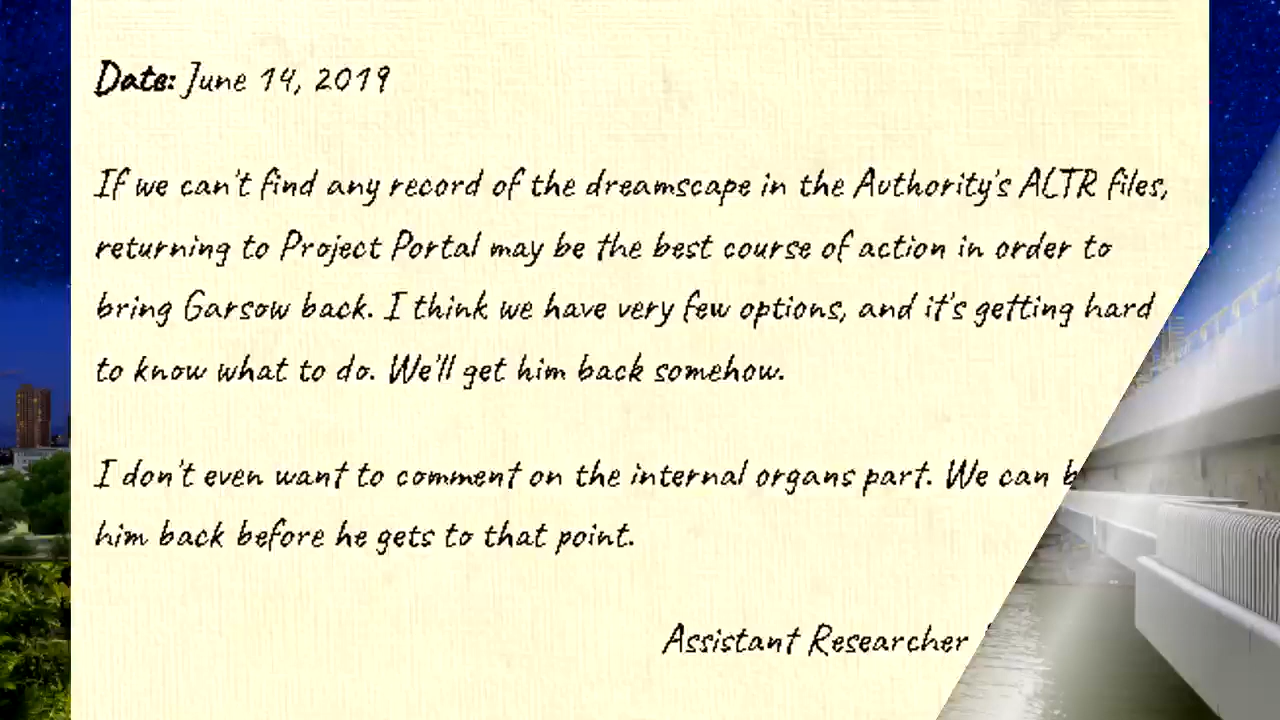 Date: June 14, 2019
If we can't find any record of the dreamscape in the Authority's ALTR files,
returning to Project Portal may be the best course of action in order to
bring Garsow back. I think we have very few options, and it's getting hard
to know what to do. We'll get him back somehow.
I don't even want to comment on the internal organs part. We can
him back before he gets to that point.
Assistant Researcher